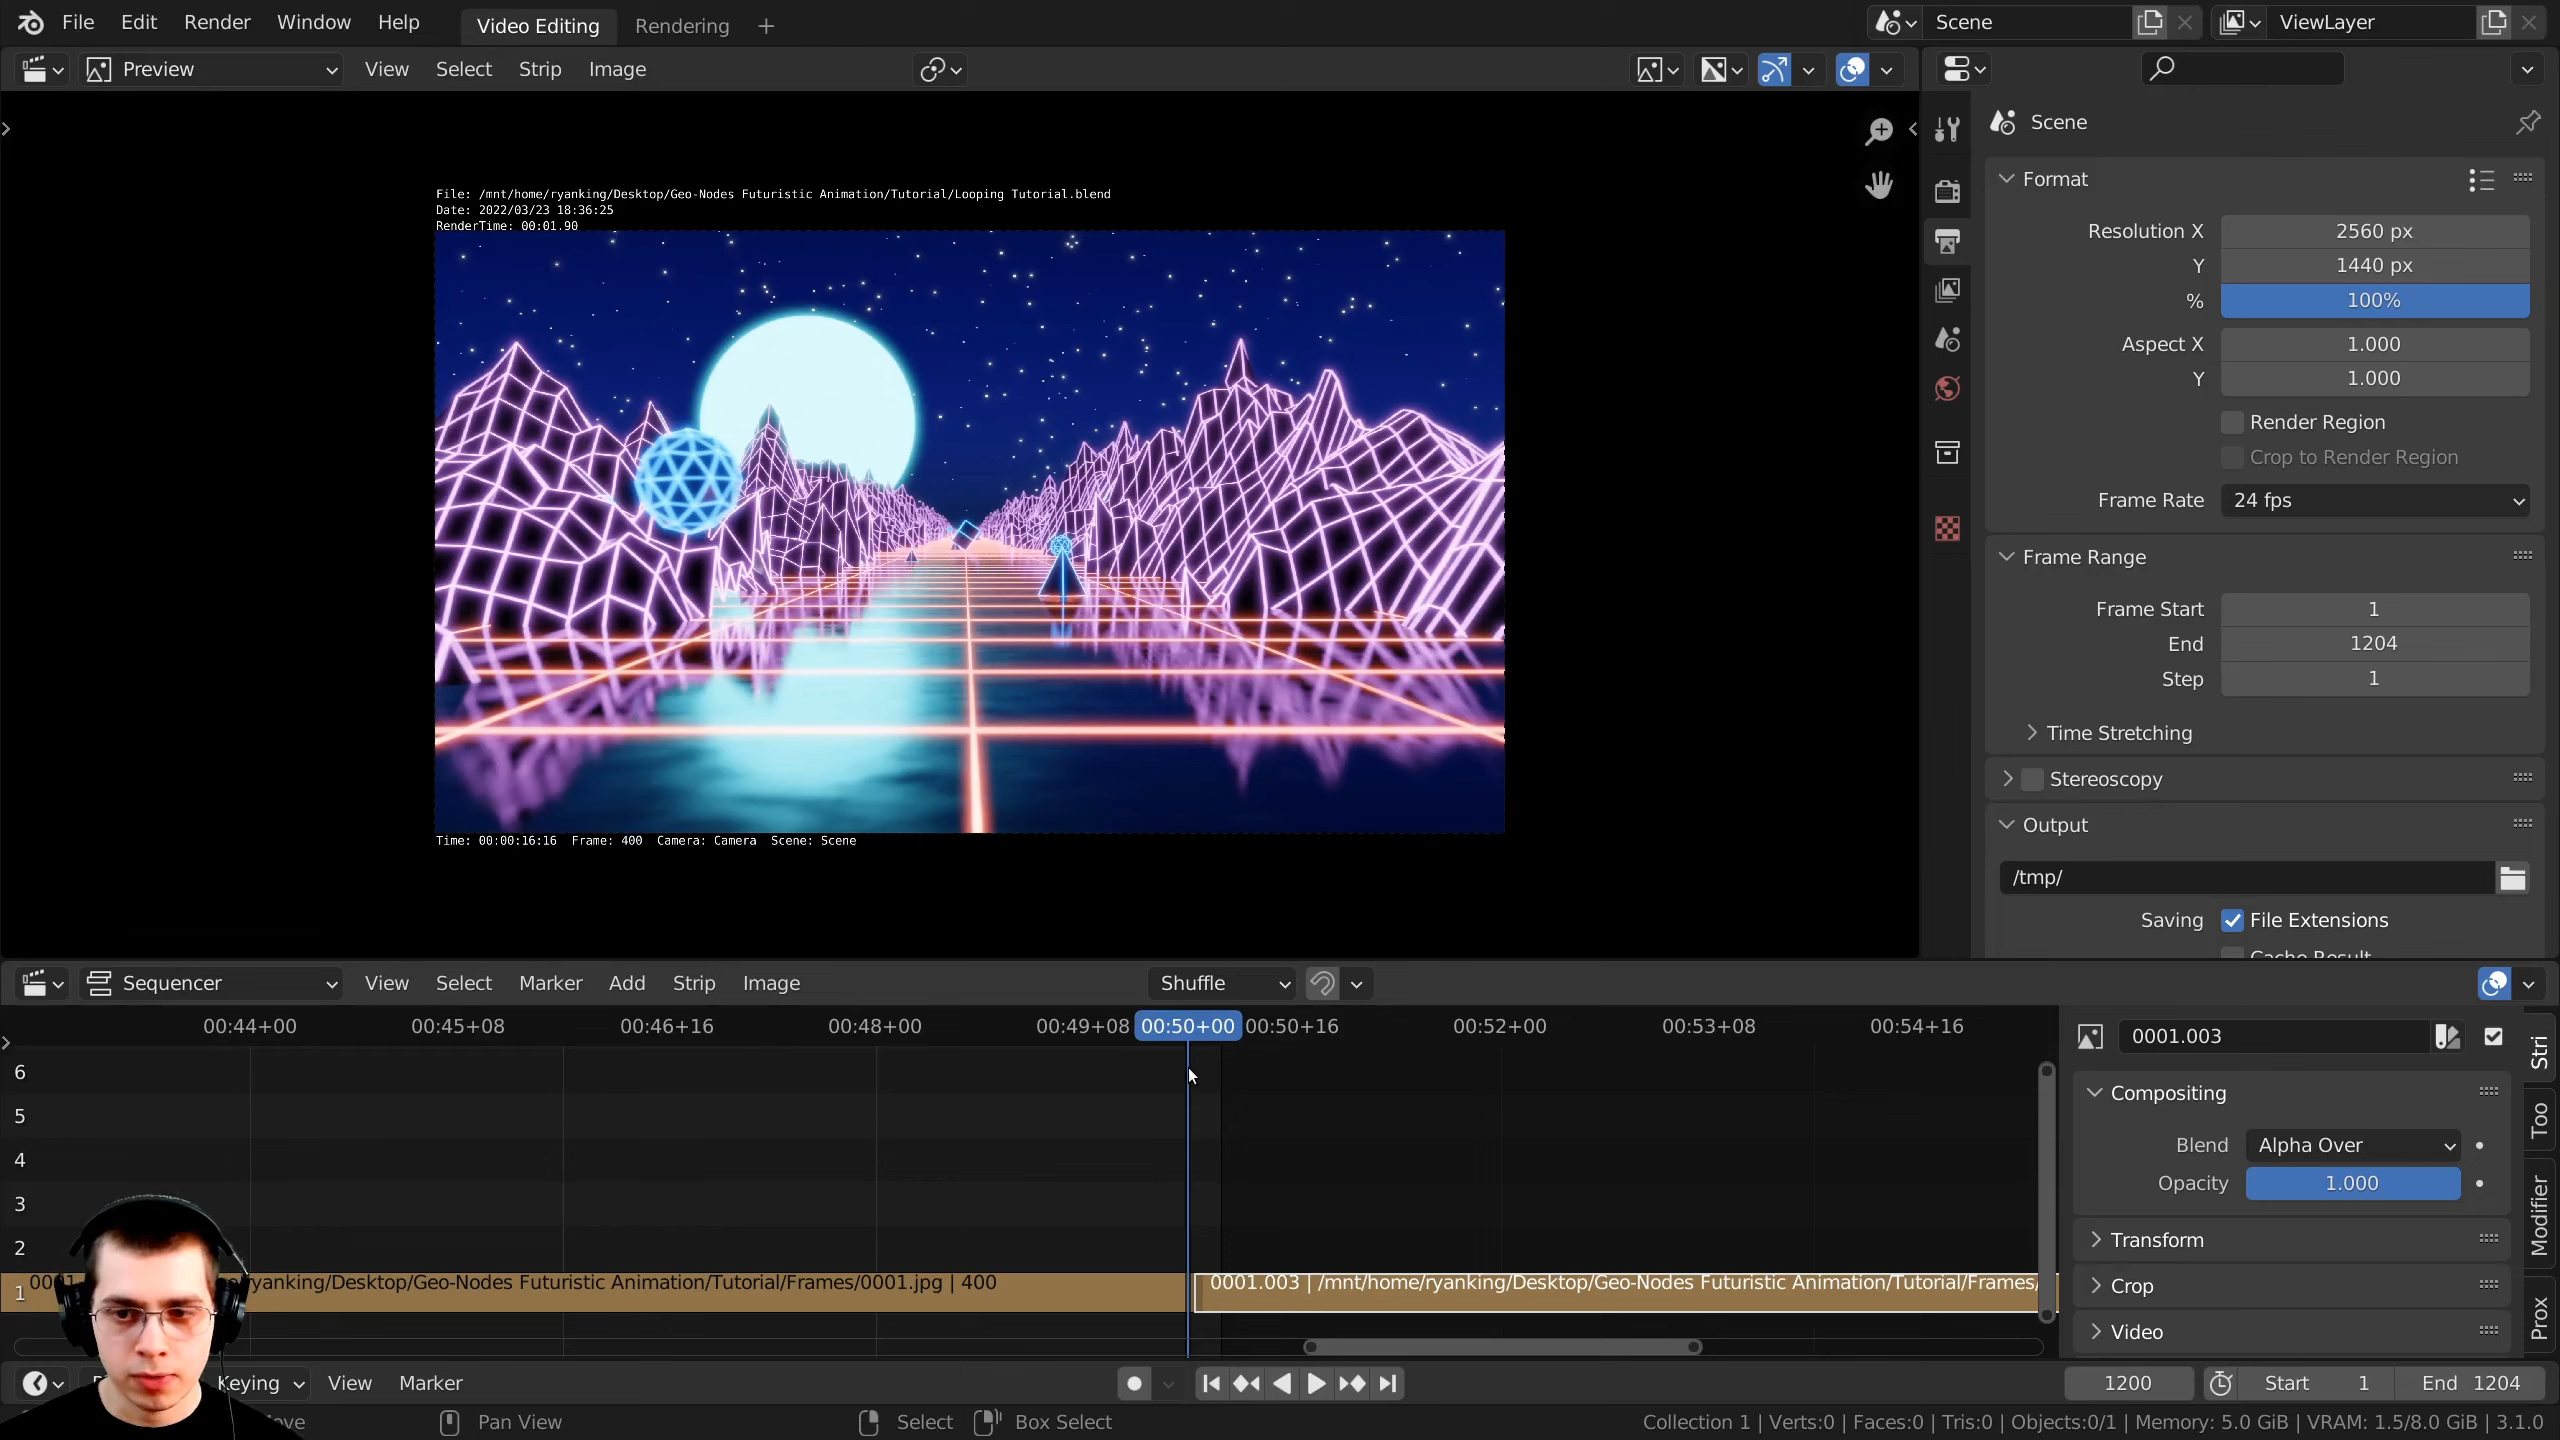 File Edit Render Window Help Video Editing Rendering + Scene ViewLayer
Preview View Select Strip Image
Scene
File: /mnt/home/ryanking/Desktop/Geo-Nodes Futuristic Animation/Tutorial/Looping Tutorial.blend
Date: 2022/03/23 18:36:25
RenderTime: 00:01.90
Time: 00:00:16:16 Frame: 400 Camera: Camera Scene: Scene
Format
Resolution X 2560 px
Y 1440 px
% 100%
Aspect X 1.000
Y 1.000
Render Region
Crop to Render Region
Frame Rate 24 fps
Frame Range
Frame Start 1
End 1204
Step 1
Time Stretching
Stereoscopy
Output
/tmp/
Saving File Extensions
Cache Result
Sequencer View Select Marker Add Strip Image Shuffle
00:44+00 00:45+08 00:46+16 00:48+00 00:49+08 00:50+00 00:50+16 00:52+00 00:53+08 00:54+16
6
5
4
3
2
1
yanking/Desktop/Geo-Nodes Futuristic Animation/Tutorial/Frames/0001.jpg | 400
0001.003 | /mnt/home/ryanking/Desktop/Geo-Nodes Futuristic Animation/Tutorial/Frames/
0001.003
Compositing
Blend Alpha Over
Opacity 1.000
Transform
Crop
Video
Stri
Too
Modifier
Prox
Keying View Marker 1200 Start 1 End 1204
Pan View Select Box Select Collection 1 | Verts:0 | Faces:0 | Tris:0 | Objects:0/1 | Memory: 5.0 GiB | VRAM: 1.5/8.0 GiB | 3.1.0